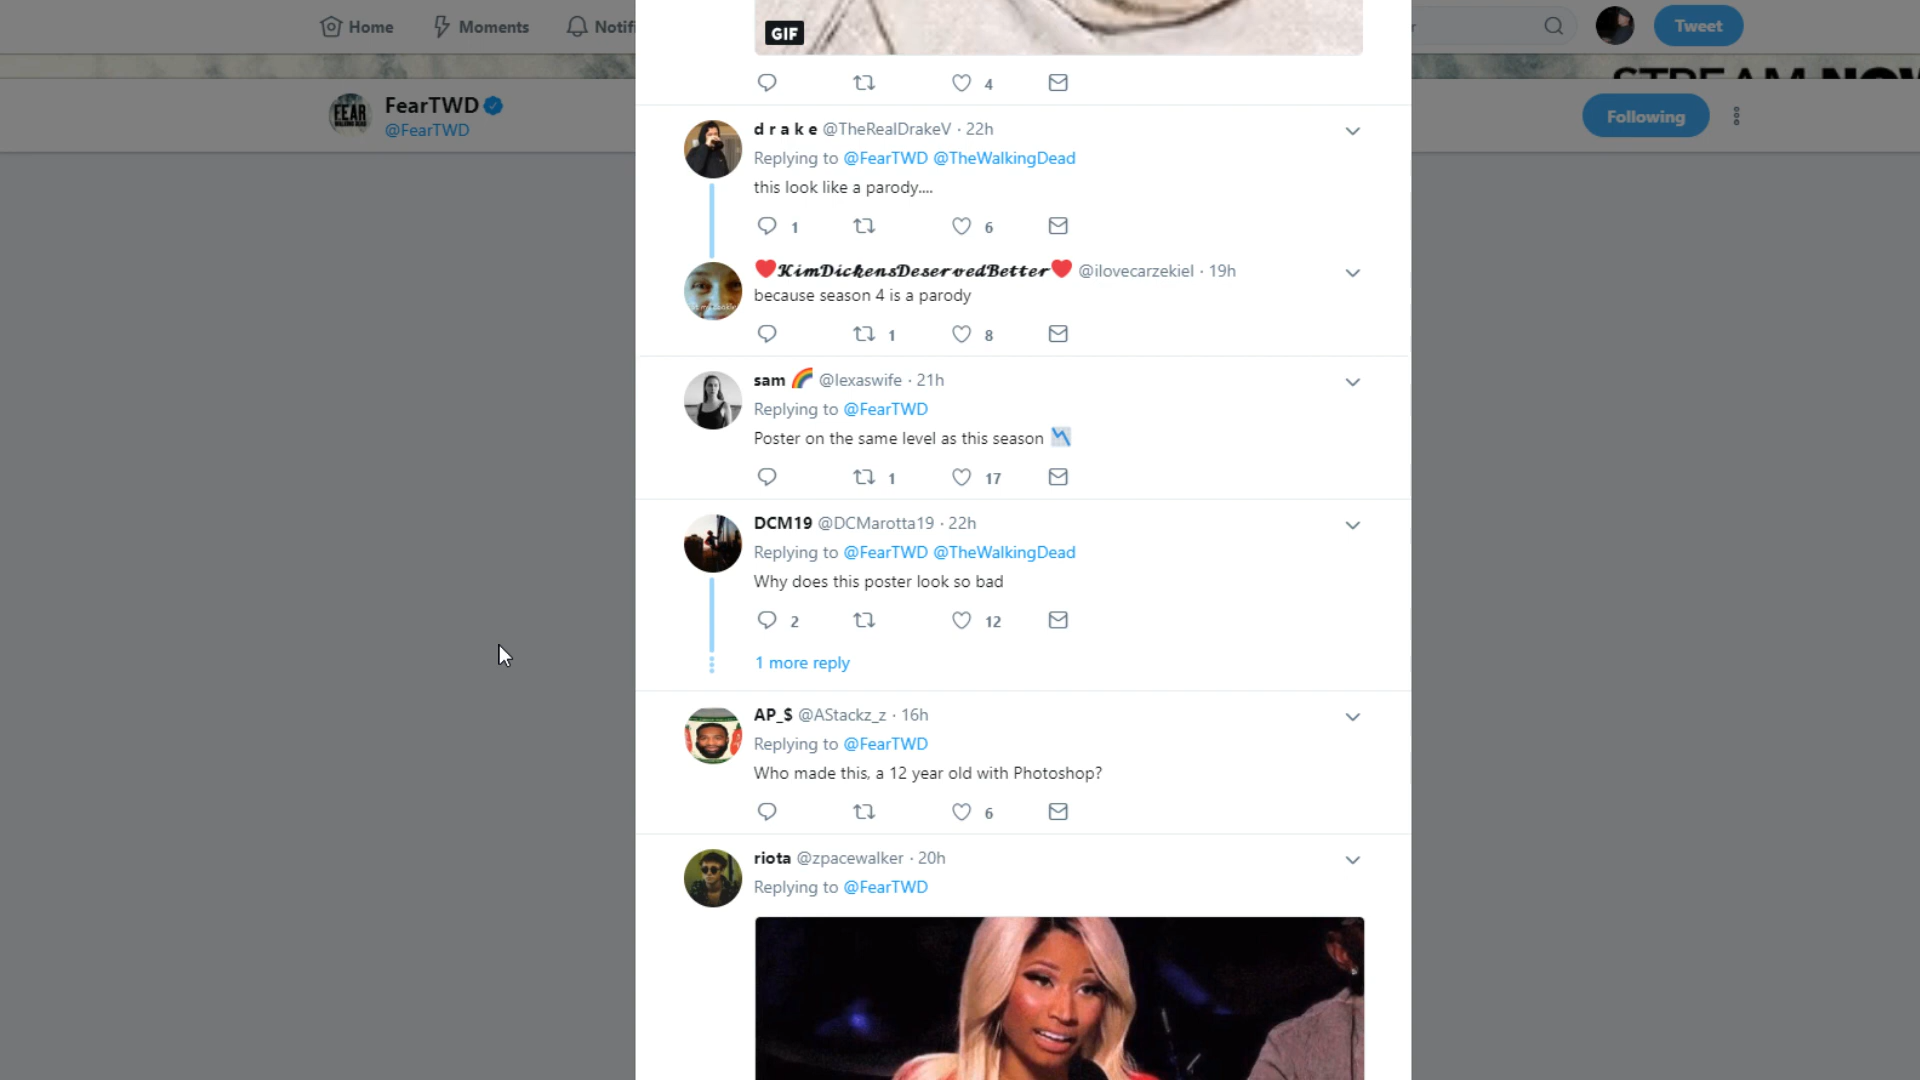 Home
Moments
Notifi
Tweet
STREAM NOW
FEAR
FearTWD
@FearTWD
Following
GIF
4
d r a k e @TheRealDrakeV · 22h
Replying to @FearTWD @TheWalkingDead
this look like a parody....
1 6
❤️KimDickensDeservedBetter❤️ @ilovecarzekiel · 19h
because season 4 is a parody
1 8
sam 🌈 @lexaswife · 21h
Replying to @FearTWD
Poster on the same level as this season 📉
1 17
DCM19 @DCMarotta19 · 22h
Replying to @FearTWD @TheWalkingDead
Why does this poster look so bad
2 12
1 more reply
AP_$ @AStackz_z · 16h
Replying to @FearTWD
Who made this, a 12 year old with Photoshop?
6
riota @zpacewalker · 20h
Replying to @FearTWD